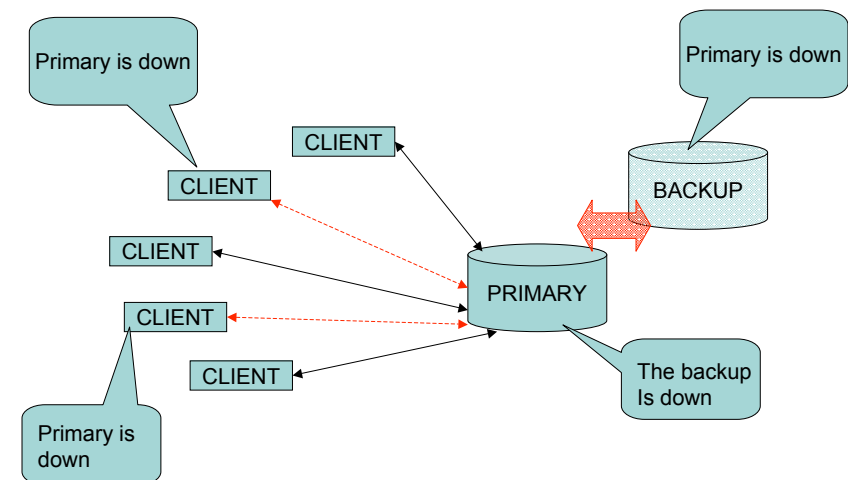 Primary is down
Primary is down
CLIENT
CLIENT
BACKUP
CLIENT
PRIMARY
CLIENT
CLIENT
The backup
Is down
Primary is
down